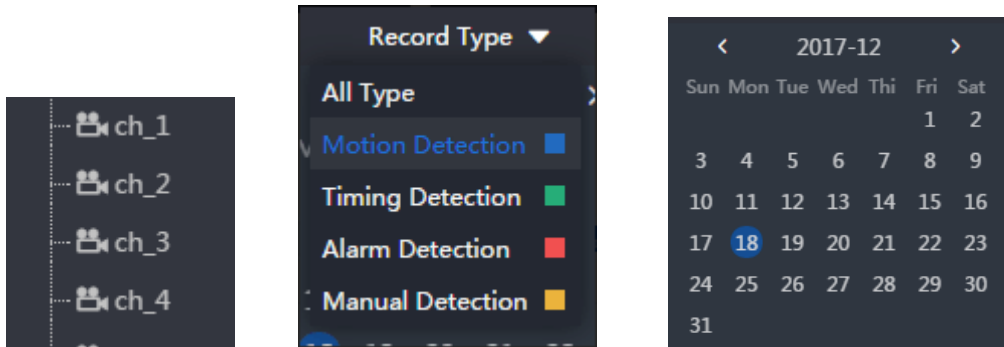 ch_1
ch_2
ch_3
ch_4
Record Type
All Type
Motion Detection
Timing Detection
Alarm Detection
Manual Detection
2017-12
Sun Mon Tue Wed Thi Fri Sat
1 2
3 4 5 6 7 8 9
10 11 12 13 14 15 16
17 18 19 20 21 22 23
24 25 26 27 28 29 30
31